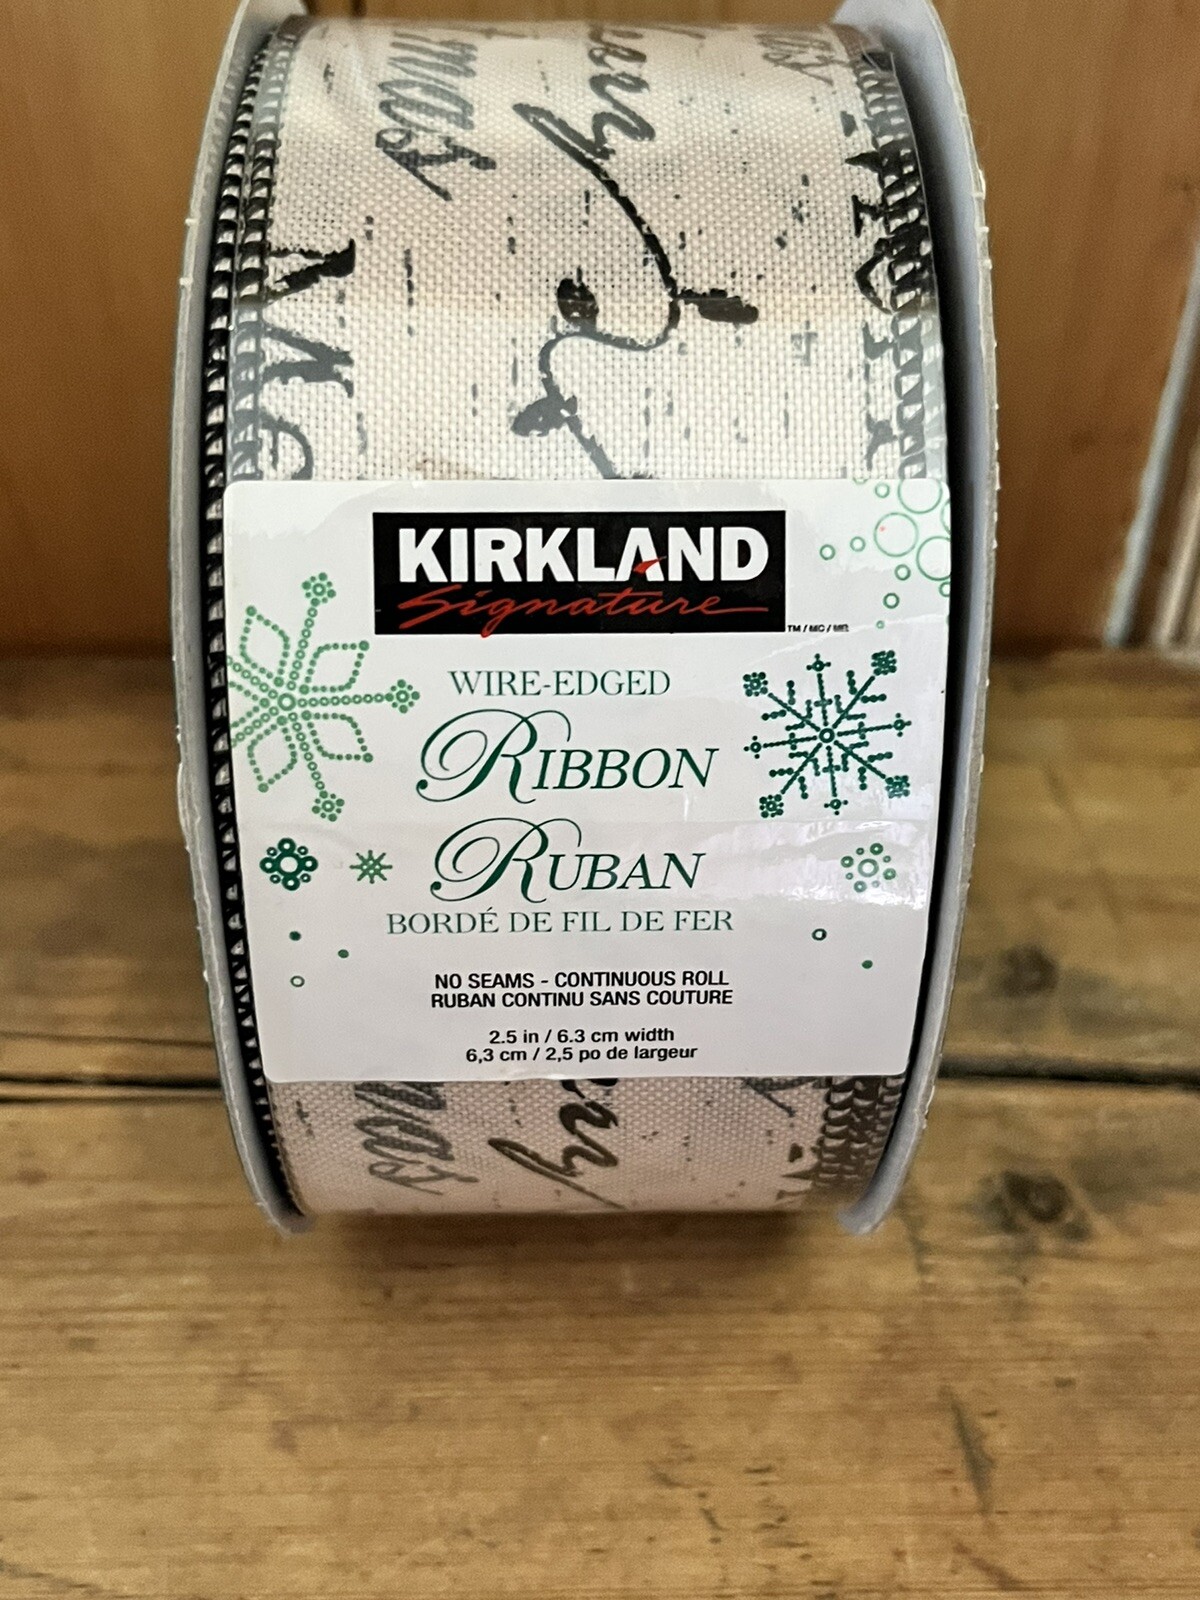 KIRKLAND
Signature
TM / MC / MR
WIRE-EDGED
RIBBON
RUBAN
BORDÉ DE FIL DE FER
NO SEAMS - CONTINUOUS ROLL
RUBAN CONTINU SANS COUTURE
2.5 in / 6.3 cm width
6,3 cm / 2,5 po de largeur